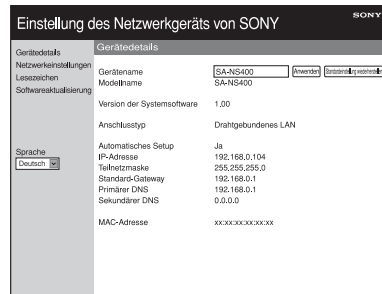 Einstellung des Netzwerkgeräts von SONY
SONY
Gerätedetails
Netzwerkeinstellungen
Lesezeichen
Softwareaktualisierung
Sprache
Deutsch
Gerätedetails
Gerätename SA-NS400 Anwenden Standardeinstellung wiederherstellen
Modellname SA-NS400
Version der Systemsoftware 1.00
Anschlusstyp Drahtgebundenes LAN
Automatisches Setup Ja
IP-Adresse 192.168.0.104
Teilnetzmaske 255.255.255.0
Standard-Gateway 192.168.0.1
Primärer DNS 192.168.0.1
Sekundärer DNS 0.0.0.0
MAC-Adresse xx:xx:xx:xx:xx:xx